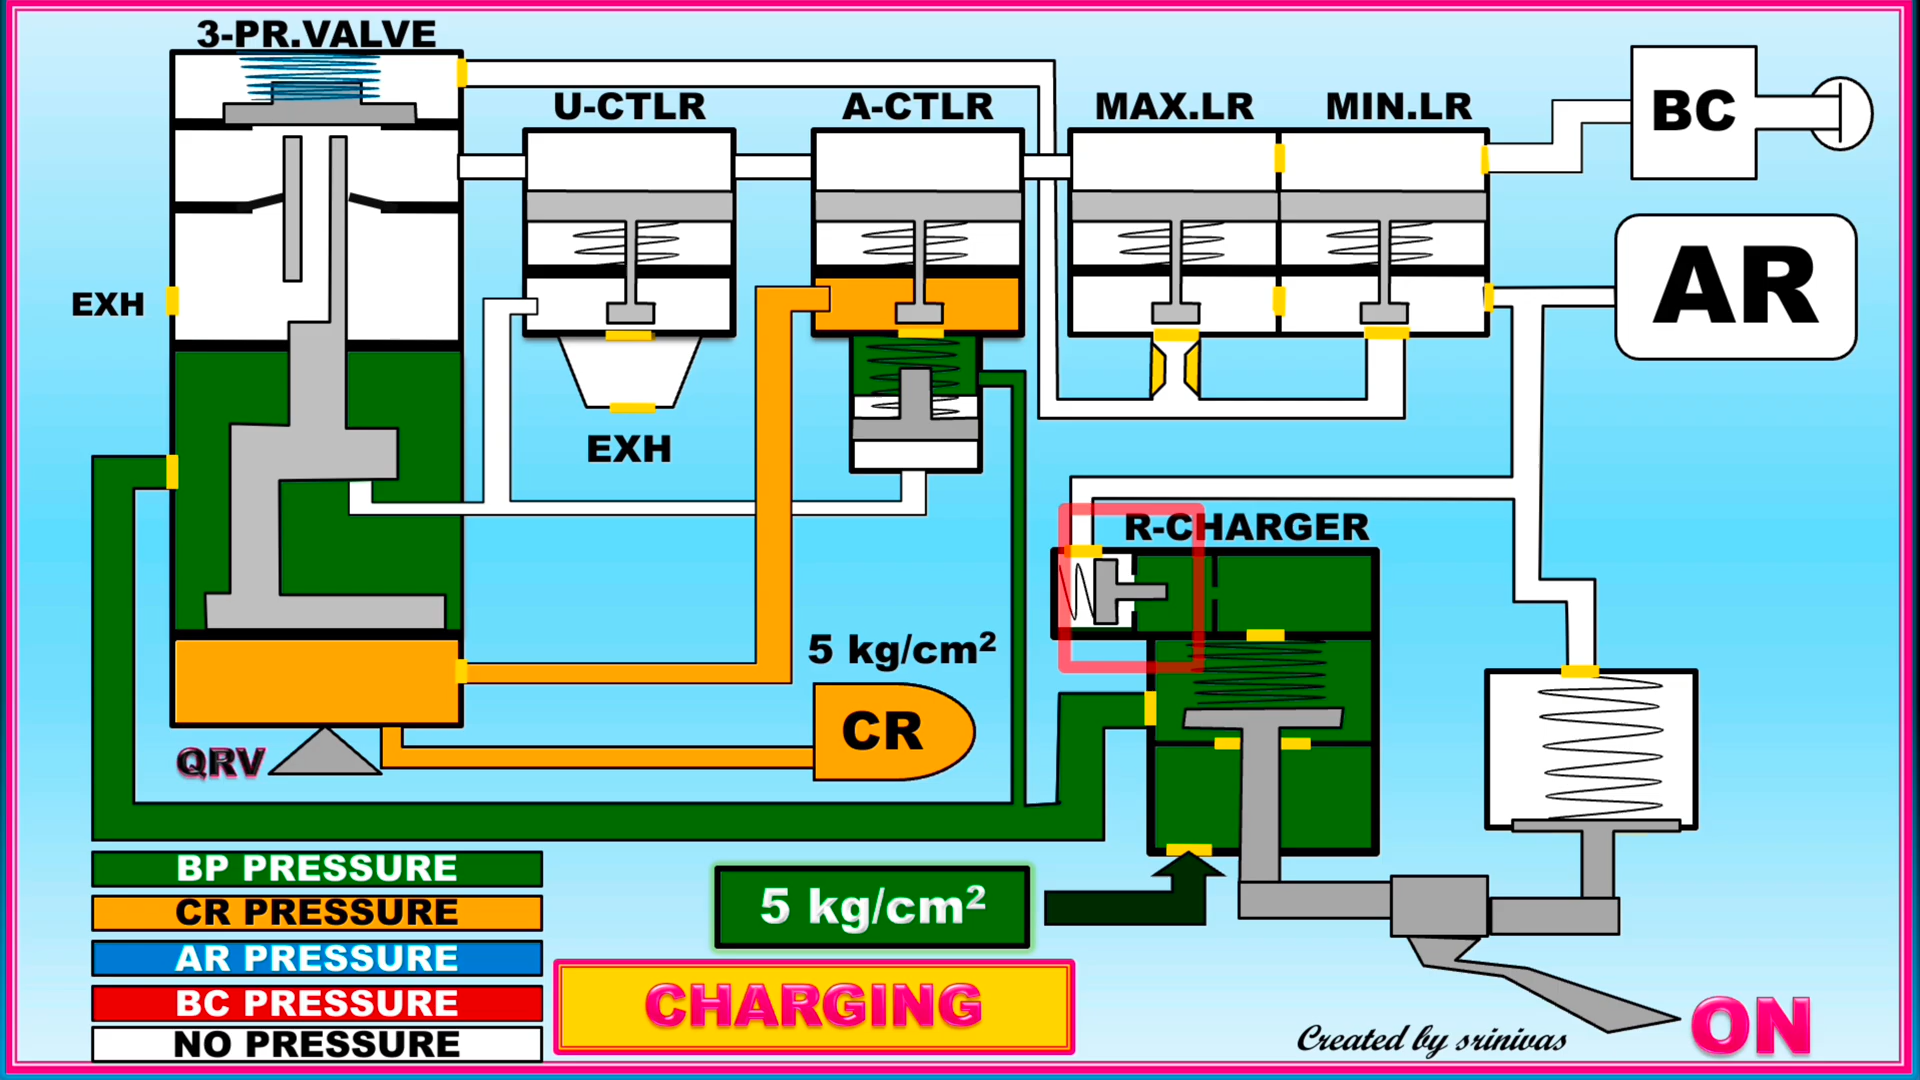 3-PR.VALVE
U-CTLR
A-CTLR
MAX.LR
MIN.LR
BC
AR
EXH
EXH
R-CHARGER
5 kg/cm²
CR
QRV
BP PRESSURE
CR PRESSURE
AR PRESSURE
BC PRESSURE
NO PRESSURE
5 kg/cm²
CHARGING
Created by srinivas
ON